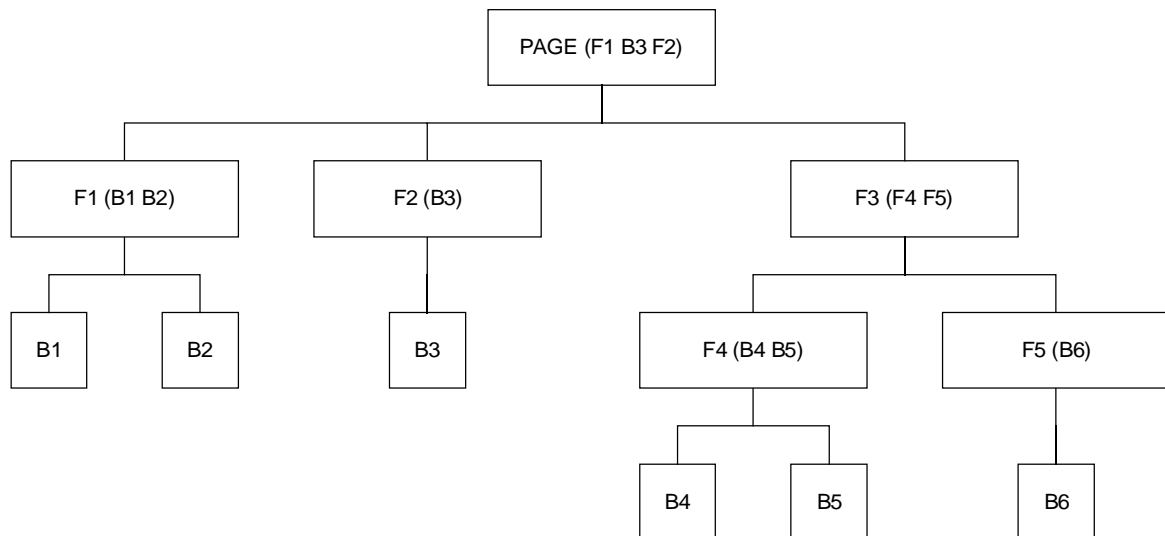 PAGE (F1 B3 F2)
F1 (B1 B2)
F2 (B3)
F3 (F4 F5)
B1
B2
B3
F4 (B4 B5)
F5 (B6)
B4
B5
B6